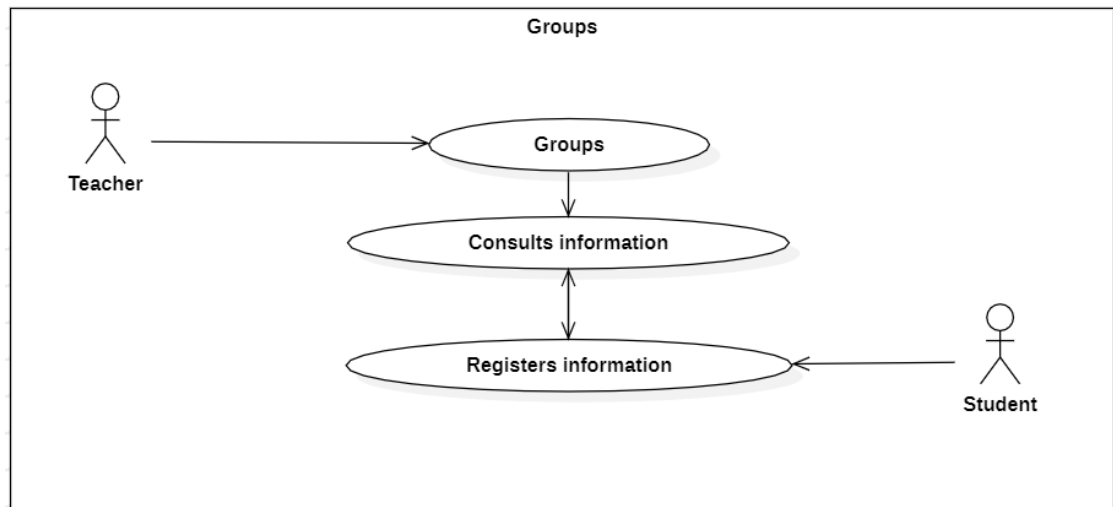 Groups
Teacher
Groups
Consults information
Registers information
Student